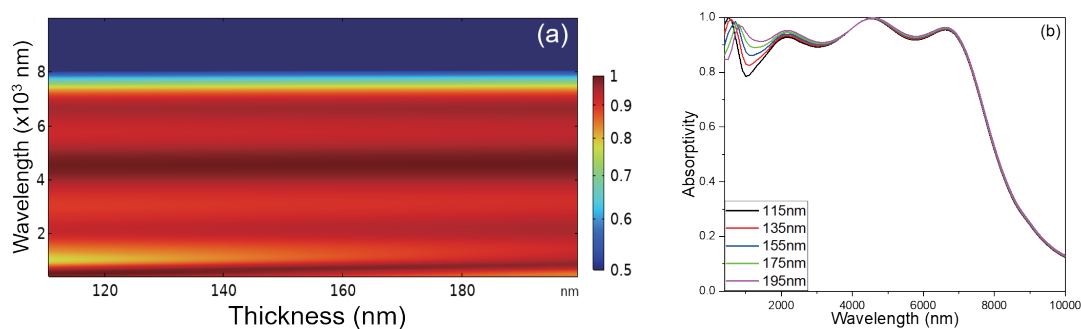 (a)
Wavelength (x10³ nm)
8
6
4
2
120
140
160
180
nm
Thickness (nm)
1
0.9
0.8
0.7
0.6
0.5
(b)
Absorptivity
1.0
0.8
0.6
0.4
0.2
0.0
115nm
135nm
155nm
175nm
195nm
2000
4000
6000
8000
10000
Wavelength (nm)